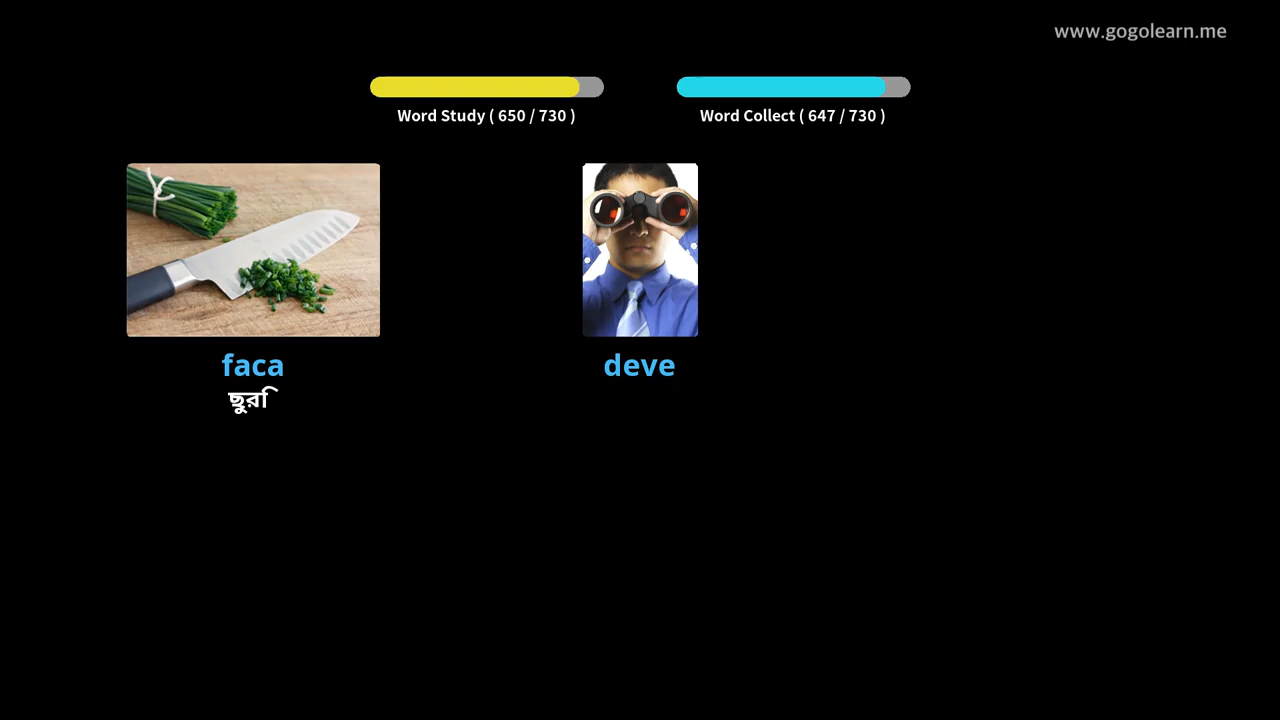 www.gogolearn.me
Word Study ( 650 / 730 )
Word Collect ( 647 / 730 )
faca
deve
ছুরি